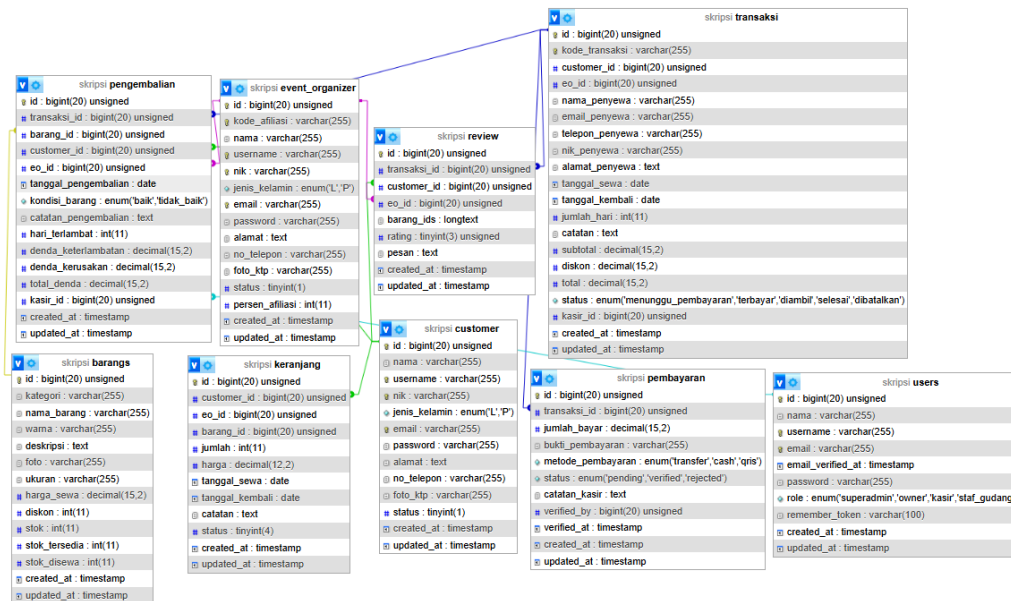 skripsi transaksi
id : bigint(20) unsigned
kode_transaksi : varchar(255)
customer_id : bigint(20) unsigned
eo_id : bigint(20) unsigned
nama_penyewa : varchar(255)
email_penyewa : varchar(255)
telepon_penyewa : varchar(255)
nik_penyewa : varchar(255)
alamat_penyewa : text
tanggal_sewa : date
tanggal_kembali : date
jumlah_hari : int(11)
catatan : text
subtotal : decimal(15,2)
diskon : decimal(15,2)
total : decimal(15,2)
status : enum('menunggu_pembayaran','terbayar','diambil','selesai','dibatalkan')
kasir_id : bigint(20) unsigned
created_at : timestamp
updated_at : timestamp
skripsi pengembalian
id : bigint(20) unsigned
transaksi_id : bigint(20) unsigned
barang_id : bigint(20) unsigned
customer_id : bigint(20) unsigned
eo_id : bigint(20) unsigned
tanggal_pengembalian : date
kondisi_barang : enum('baik','tidak_baik')
catatan_pengembalian : text
hari_terlambat : int(11)
denda_keterlambatan : decimal(15,2)
denda_kerusakan : decimal(15,2)
total_denda : decimal(15,2)
kasir_id : bigint(20) unsigned
created_at : timestamp
updated_at : timestamp
skripsi event_organizer
id : bigint(20) unsigned
kode_afiliasi : varchar(255)
nama : varchar(255)
username : varchar(255)
nik : varchar(255)
jenis_kelamin : enum('L','P')
email : varchar(255)
password : varchar(255)
alamat : text
no_telepon : varchar(255)
foto_ktp : varchar(255)
status : tinyint(1)
persen_afiliasi : int(11)
created_at : timestamp
updated_at : timestamp
skripsi review
id : bigint(20) unsigned
transaksi_id : bigint(20) unsigned
customer_id : bigint(20) unsigned
eo_id : bigint(20) unsigned
barang_ids : longtext
rating : tinyint(3) unsigned
pesan : text
created_at : timestamp
updated_at : timestamp
skripsi barangs
id : bigint(20) unsigned
kategori : varchar(255)
nama_barang : varchar(255)
warna : varchar(255)
deskripsi : text
foto : varchar(255)
ukuran : varchar(255)
harga_sewa : decimal(15,2)
diskon : int(11)
stok : int(11)
stok_tersedia : int(11)
stok_disewa : int(11)
created_at : timestamp
updated_at : timestamp
skripsi keranjang
id : bigint(20) unsigned
customer_id : bigint(20) unsigned
eo_id : bigint(20) unsigned
barang_id : bigint(20) unsigned
jumlah : int(11)
harga : decimal(12,2)
tanggal_sewa : date
tanggal_kembali : date
catatan : text
status : tinyint(4)
created_at : timestamp
updated_at : timestamp
skripsi customer
id : bigint(20) unsigned
nama : varchar(255)
username : varchar(255)
nik : varchar(255)
jenis_kelamin : enum('L','P')
email : varchar(255)
password : varchar(255)
alamat : text
no_telepon : varchar(255)
foto_ktp : varchar(255)
status : tinyint(1)
created_at : timestamp
updated_at : timestamp
skripsi pembayaran
id : bigint(20) unsigned
transaksi_id : bigint(20) unsigned
jumlah_bayar : decimal(15,2)
bukti_pembayaran : varchar(255)
metode_pembayaran : enum('transfer','cash','qris')
status : enum('pending','verified','rejected')
catatan_kasir : text
verified_by : bigint(20) unsigned
verified_at : timestamp
created_at : timestamp
updated_at : timestamp
skripsi users
id : bigint(20) unsigned
nama : varchar(255)
username : varchar(255)
email : varchar(255)
email_verified_at : timestamp
password : varchar(255)
role : enum('superadmin','owner','kasir','staf_gudang
remember_token : varchar(100)
created_at : timestamp
updated_at : timestamp